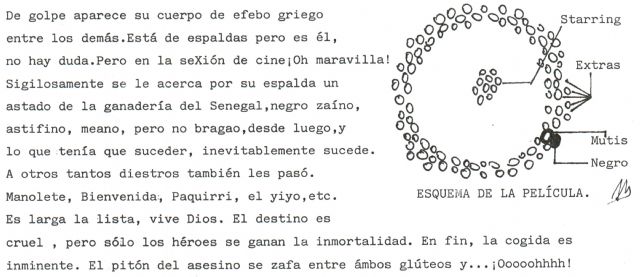 De golpe aparece su cuerpo de efebo griego
entre los demás.Está de espaldas pero es él,
no hay duda.Pero en la seXión de cine¡Oh maravilla!
Sigilosamente se le acerca por su espalda un
astado de la ganadería del Senegal,negro zaíno,
astifino, meano, pero no bragao,desde luego,y
lo que tenía que suceder, inevitablemente sucede.
A otros tantos diestros también les pasó.
Manolete, Bienvenida, Paquirri, el yiyo,etc.
Es larga la lista, vive Dios. El destino es
cruel , pero sólo los héroes se ganan la inmortalidad. En fin, la cogida es
inminente. El pitón del asesino se zafa entre ámbos glúteos y...¡Ooooohhhh!
Starring
Extras
Mutis
Negro
ESQUEMA DE LA PELÍCULA.